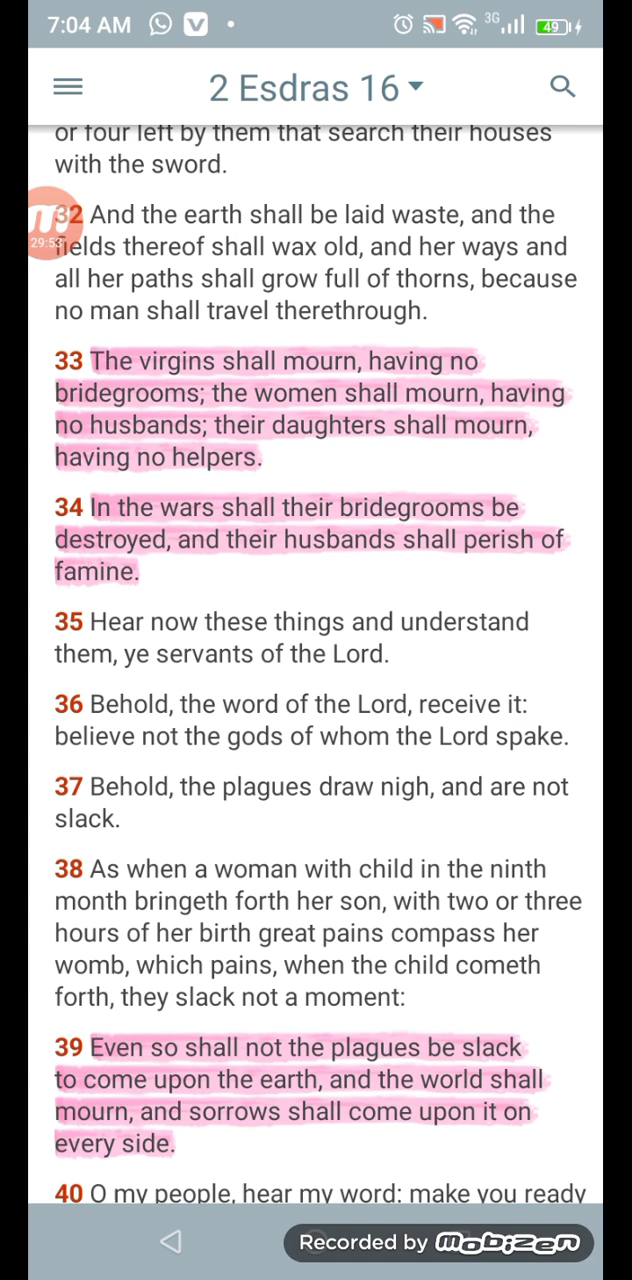 7:04 AM
3G
49
2 Esdras 16
or four left by them that search their houses
with the sword.
32 And the earth shall be laid waste, and the
29:53
fields thereof shall wax old, and her ways and
all her paths shall grow full of thorns, because
no man shall travel therethrough.
33 The virgins shall mourn, having no
bridegrooms; the women shall mourn, having
no husbands; their daughters shall mourn,
having no helpers.
34 In the wars shall their bridegrooms be
destroyed, and their husbands shall perish of
famine.
35 Hear now these things and understand
them, ye servants of the Lord.
36 Behold, the word of the Lord, receive it:
believe not the gods of whom the Lord spake.
37 Behold, the plagues draw nigh, and are not
slack.
38 As when a woman with child in the ninth
month bringeth forth her son, with two or three
hours of her birth great pains compass her
womb, which pains, when the child cometh
forth, they slack not a moment:
39 Even so shall not the plagues be slack
to come upon the earth, and the world shall
mourn, and sorrows shall come upon it on
every side.
40 O my people, hear my word: make you ready
Recorded by mobizen